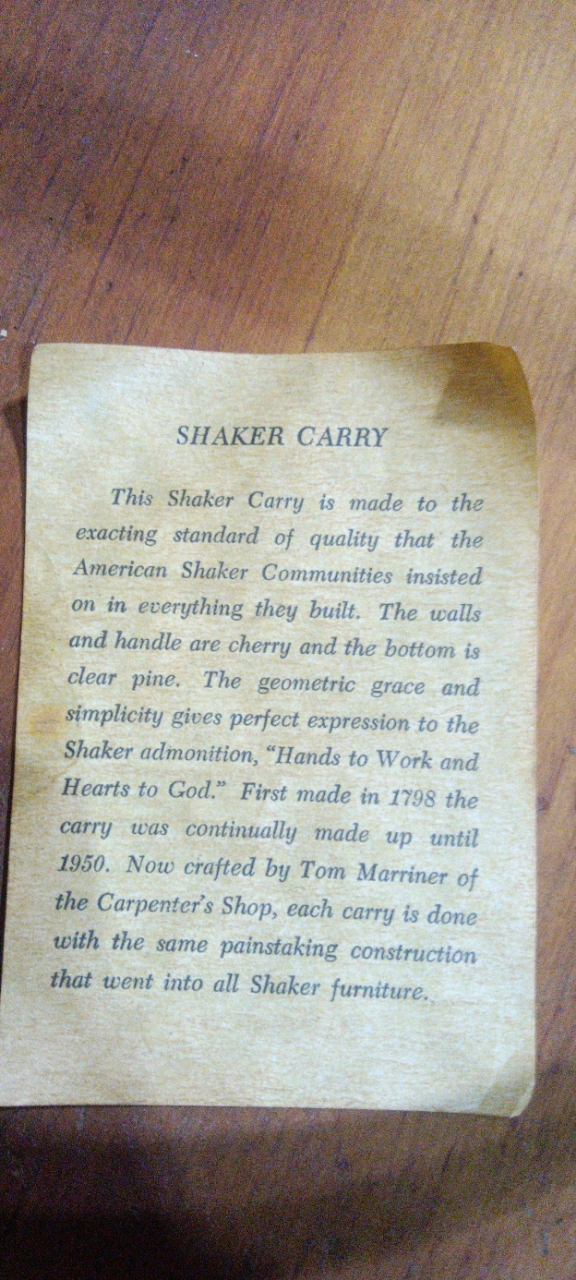 SHAKER CARRY
This Shaker Carry is made to the
exacting standard of quality that the
American Shaker Communities insisted
on in everything they built. The walls
and handle are cherry and the bottom is
clear pine. The geometric grace and
simplicity gives perfect expression to the
Shaker admonition, “Hands to Work and
Hearts to God.” First made in 1798 the
carry was continually made up until
1950. Now crafted by Tom Marriner of
the Carpenter's Shop, each carry is done
with the same painstaking construction
that went into all Shaker furniture.